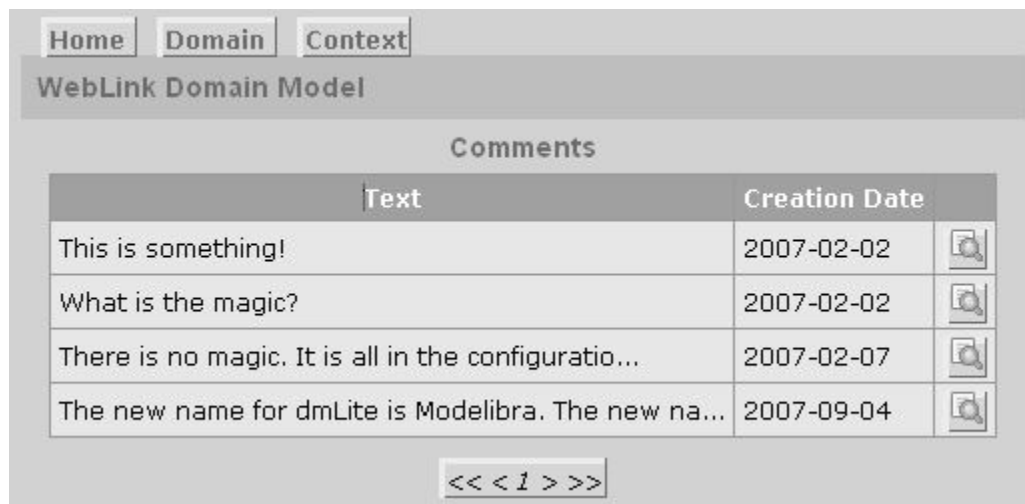 Home Domain Context
WebLink Domain Model
Comments
Text Creation Date
This is something! 2007-02-02
What is the magic? 2007-02-02
There is no magic. It is all in the configuratio... 2007-02-07
The new name for dmLite is Modelibra. The new na... 2007-09-04
<< < 1 > >>